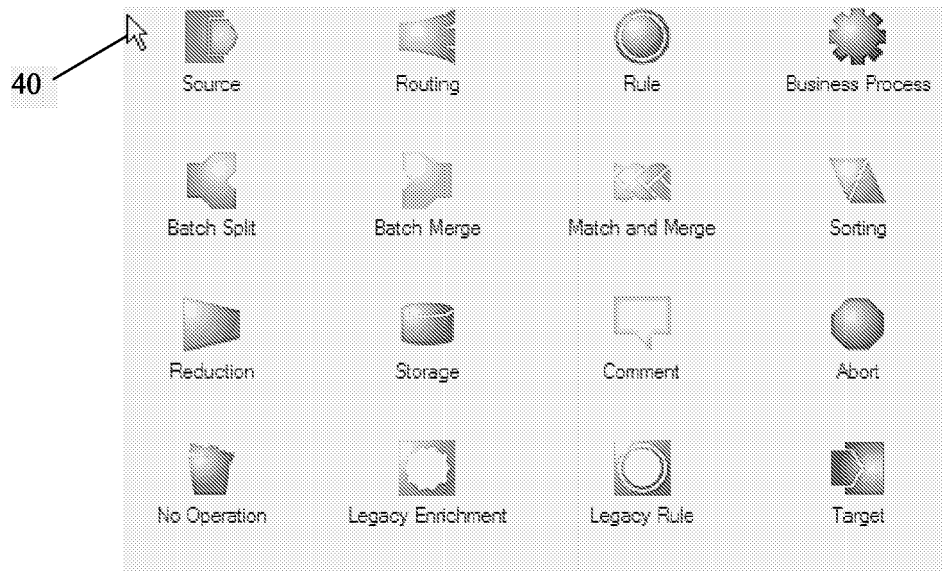 40
Source Routing Rule Business Process
Batch Split Batch Merge Match and Merge Sorting
Reduction Storage Comment Abort
No Operation Legacy Enrichment Legacy Rule Target